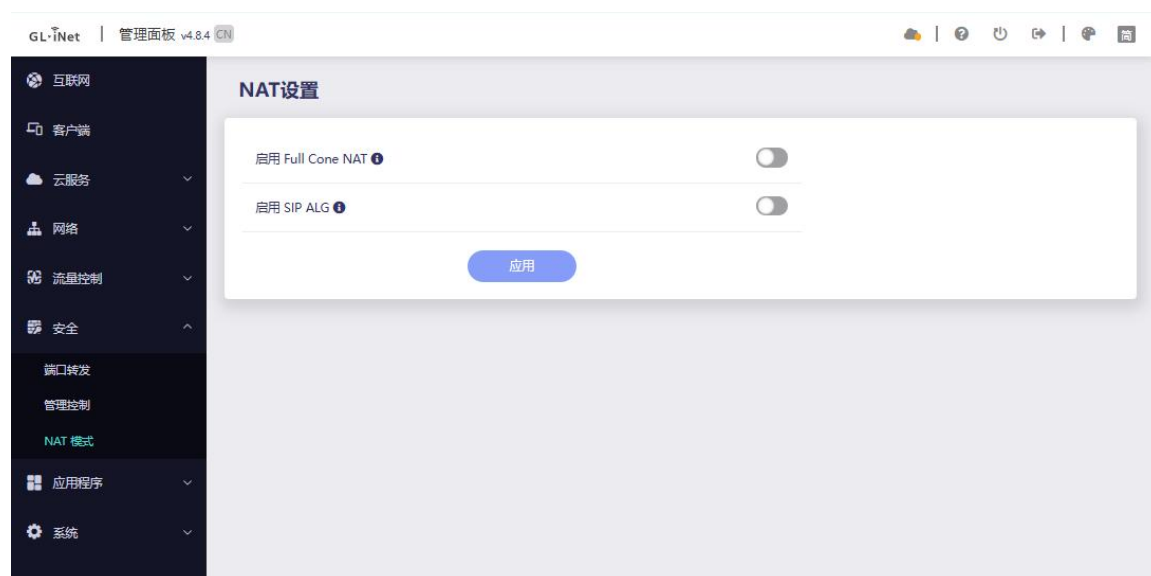 GL·iNet | 管理面板 v4.8.4 CN
简
互联网
客户端
云服务
网络
流量控制
安全
端口转发
管理控制
NAT 模式
应用程序
系统
NAT设置
启用 Full Cone NAT
启用 SIP ALG
应用